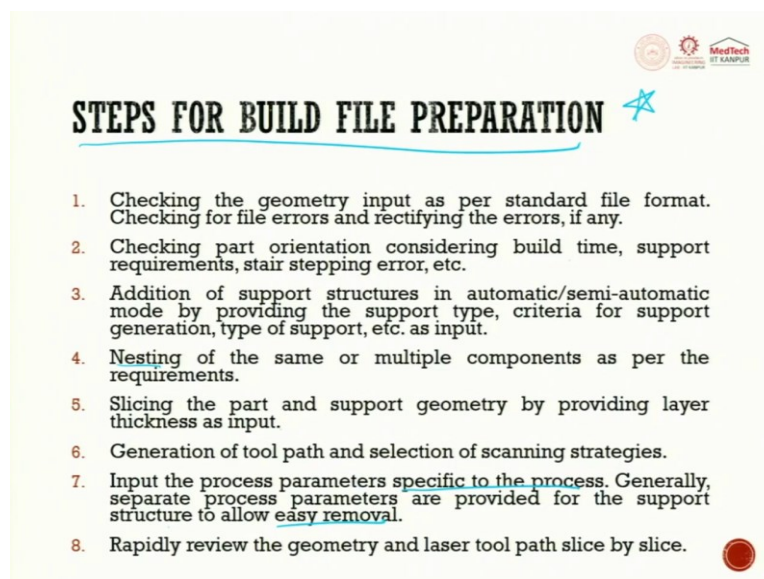 MedTech
IIT KANPUR
STEPS FOR BUILD FILE PREPARATION
1. Checking the geometry input as per standard file format.
Checking for file errors and rectifying the errors, if any.
2. Checking part orientation considering build time, support
requirements, stair stepping error, etc.
3. Addition of support structures in automatic/semi-automatic
mode by providing the support type, criteria for support
generation, type of support, etc. as input.
4. Nesting of the same or multiple components as per the
requirements.
5. Slicing the part and support geometry by providing layer
thickness as input.
6. Generation of tool path and selection of scanning strategies.
7. Input the process parameters specific to the process. Generally,
separate process parameters are provided for the support
structure to allow easy removal.
8. Rapidly review the geometry and laser tool path slice by slice.